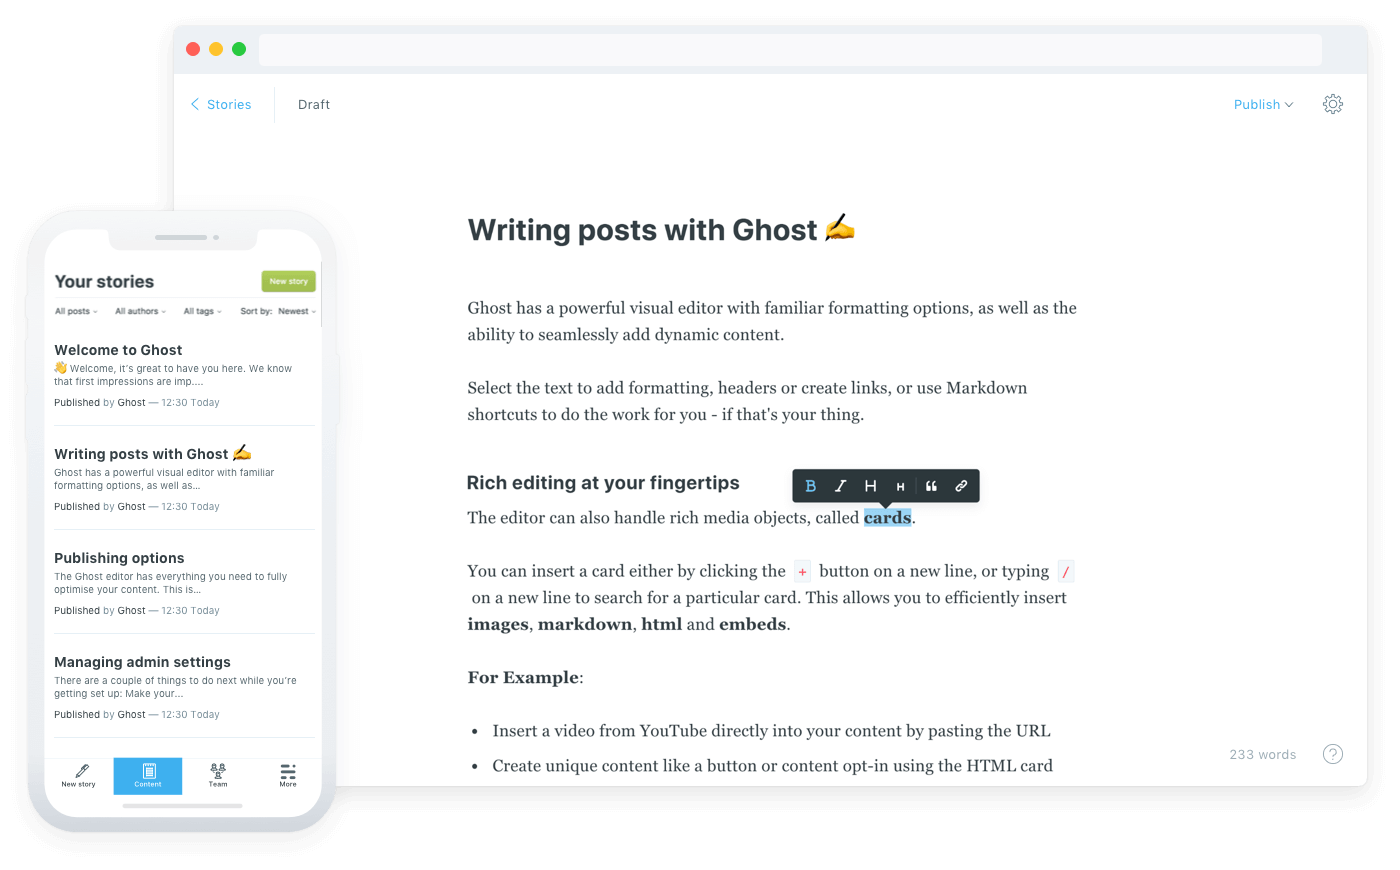 Stories
Draft
Publish
Writing posts with Ghost ✍️
Ghost has a powerful visual editor with familiar formatting options, as well as the
ability to seamlessly add dynamic content.
Select the text to add formatting, headers or create links, or use Markdown
shortcuts to do the work for you - if that's your thing.
Rich editing at your fingertips
B I H H
The editor can also handle rich media objects, called cards.
You can insert a card either by clicking the + button on a new line, or typing /
on a new line to search for a particular card. This allows you to efficiently insert
images, markdown, html and embeds.
For Example:
• Insert a video from YouTube directly into your content by pasting the URL
• Create unique content like a button or content opt-in using the HTML card
233 words
?
Your stories
New story
All posts All authors All tags Sort by: Newest
Welcome to Ghost
👋 Welcome, it's great to have you here. We know
that first impressions are imp....
Published by Ghost — 12:30 Today
Writing posts with Ghost ✍️
Ghost has a powerful visual editor with familiar
formatting options, as well as...
Published by Ghost — 12:30 Today
Publishing options
The Ghost editor has everything you need to fully
optimise your content. This is...
Published by Ghost — 12:30 Today
Managing admin settings
There are a couple of things to do next while you're
getting set up: Make your...
Published by Ghost — 12:30 Today
New story
Content
Team
More